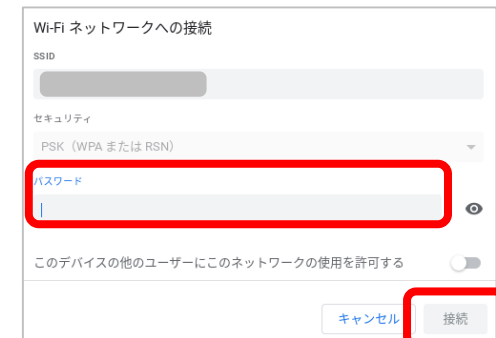 Wi-Fi ネットワークへの接続
SSID
セキュリティ
PSK（WPA または RSN）
パスワード
このデバイスの他のユーザーにこのネットワークの使用を許可する
キャンセル
接続